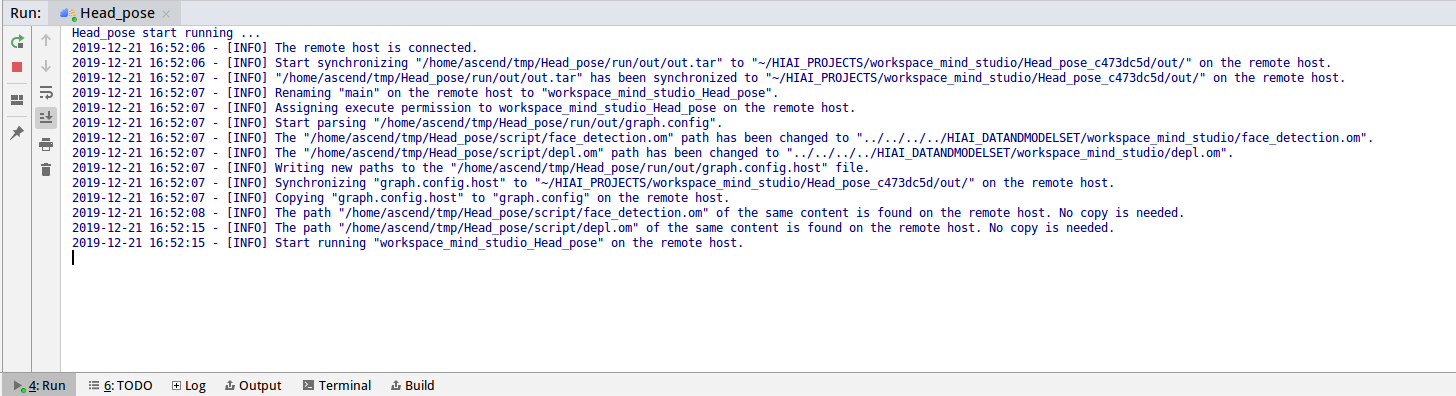 Run: Head_pose
Head_pose start running ...
2019-12-21 16:52:06 - [INFO] The remote host is connected.
2019-12-21 16:52:06 - [INFO] Start synchronizing "/home/ascend/tmp/Head_pose/run/out/out.tar" to "~/HIAI_PROJECTS/workspace_mind_studio/Head_pose_c473dc5d/out/" on the remote host.
2019-12-21 16:52:07 - [INFO] "/home/ascend/tmp/Head_pose/run/out/out.tar" has been synchronized to "~/HIAI_PROJECTS/workspace_mind_studio/Head_pose_c473dc5d/out/" on the remote host.
2019-12-21 16:52:07 - [INFO] Renaming "main" on the remote host to "workspace_mind_studio_Head_pose".
2019-12-21 16:52:07 - [INFO] Assigning execute permission to workspace_mind_studio_Head_pose on the remote host.
2019-12-21 16:52:07 - [INFO] Start parsing "/home/ascend/tmp/Head_pose/run/out/graph.config".
2019-12-21 16:52:07 - [INFO] The "/home/ascend/tmp/Head_pose/script/face_detection.om" path has been changed to "../../../../HIAI_DATANDMODELSET/workspace_mind_studio/face_detection.om".
2019-12-21 16:52:07 - [INFO] The "/home/ascend/tmp/Head_pose/script/depl.om" path has been changed to "../../../../HIAI_DATANDMODELSET/workspace_mind_studio/depl.om".
2019-12-21 16:52:07 - [INFO] Writing new paths to the "/home/ascend/tmp/Head_pose/run/out/graph.config.host" file.
2019-12-21 16:52:07 - [INFO] Synchronizing "graph.config.host" to "~/HIAI_PROJECTS/workspace_mind_studio/Head_pose_c473dc5d/out/" on the remote host.
2019-12-21 16:52:07 - [INFO] Copying "graph.config.host" to "graph.config" on the remote host.
2019-12-21 16:52:08 - [INFO] The path "/home/ascend/tmp/Head_pose/script/face_detection.om" of the same content is found on the remote host. No copy is needed.
2019-12-21 16:52:15 - [INFO] The path "/home/ascend/tmp/Head_pose/script/depl.om" of the same content is found on the remote host. No copy is needed.
2019-12-21 16:52:15 - [INFO] Start running "workspace_mind_studio_Head_pose" on the remote host.
4: Run 6: TODO Log Output Terminal Build